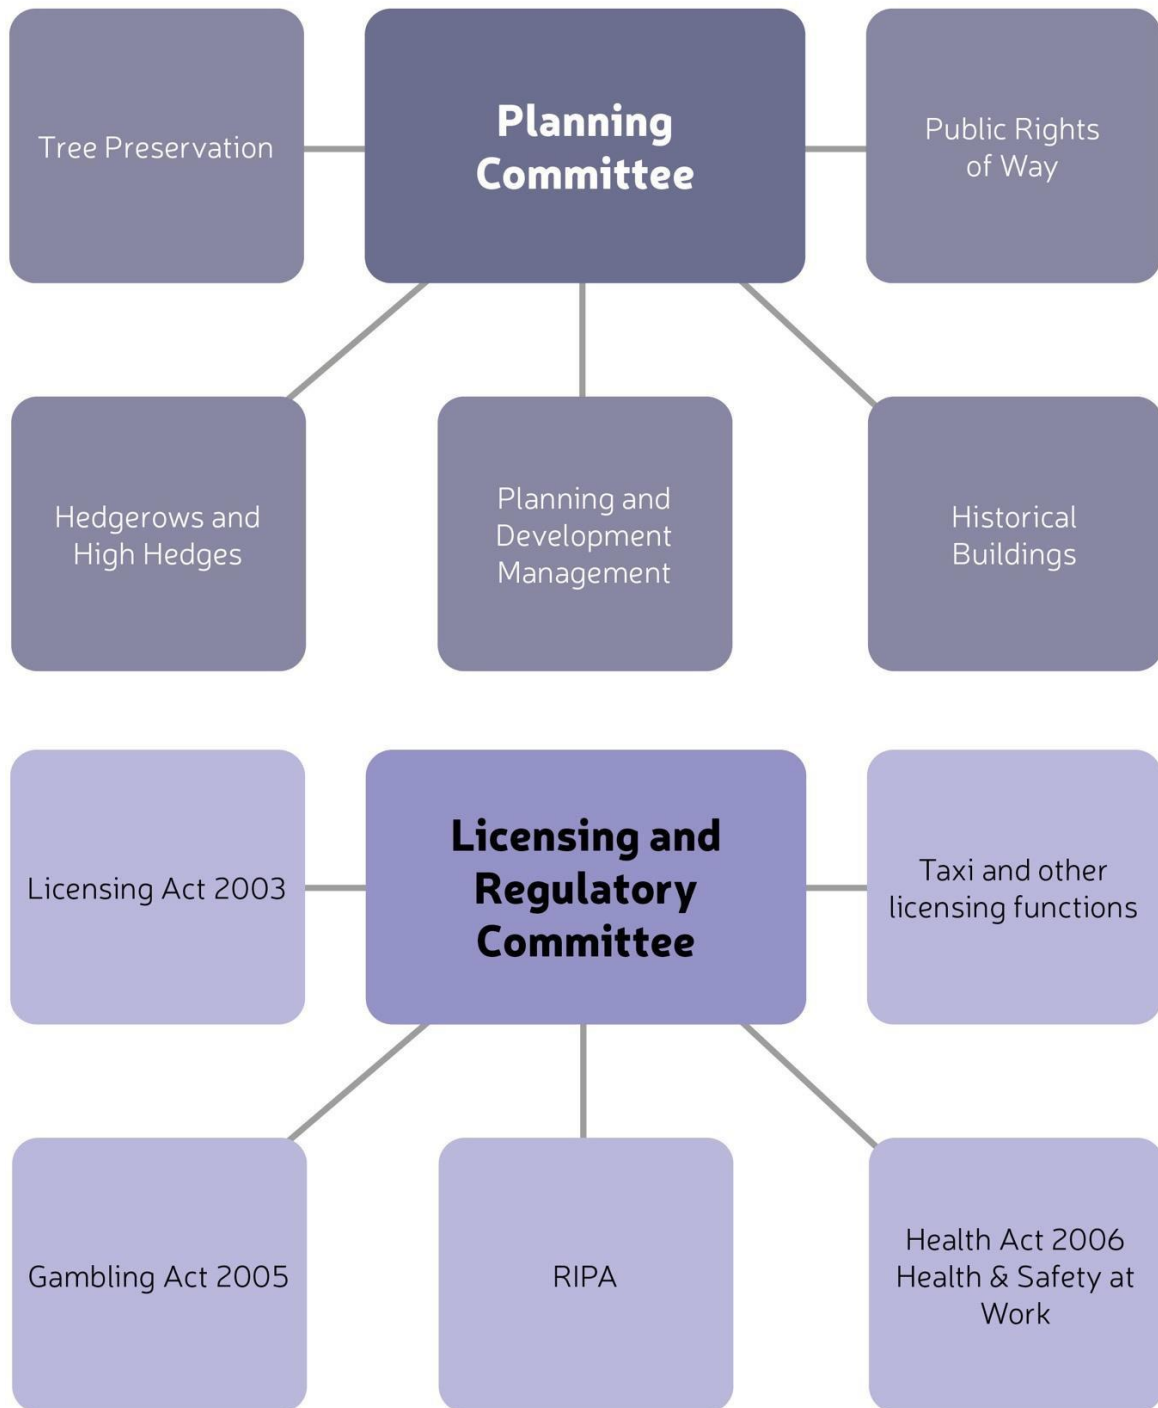 Tree Preservation
Planning
Committee
Public Rights
of Way
Hedgerows and
High Hedges
Planning and
Development
Management
Historical
Buildings
Licensing Act 2003
Licensing and
Regulatory
Committee
Taxi and other
licensing functions
Gambling Act 2005
RIPA
Health Act 2006
Health & Safety at
Work